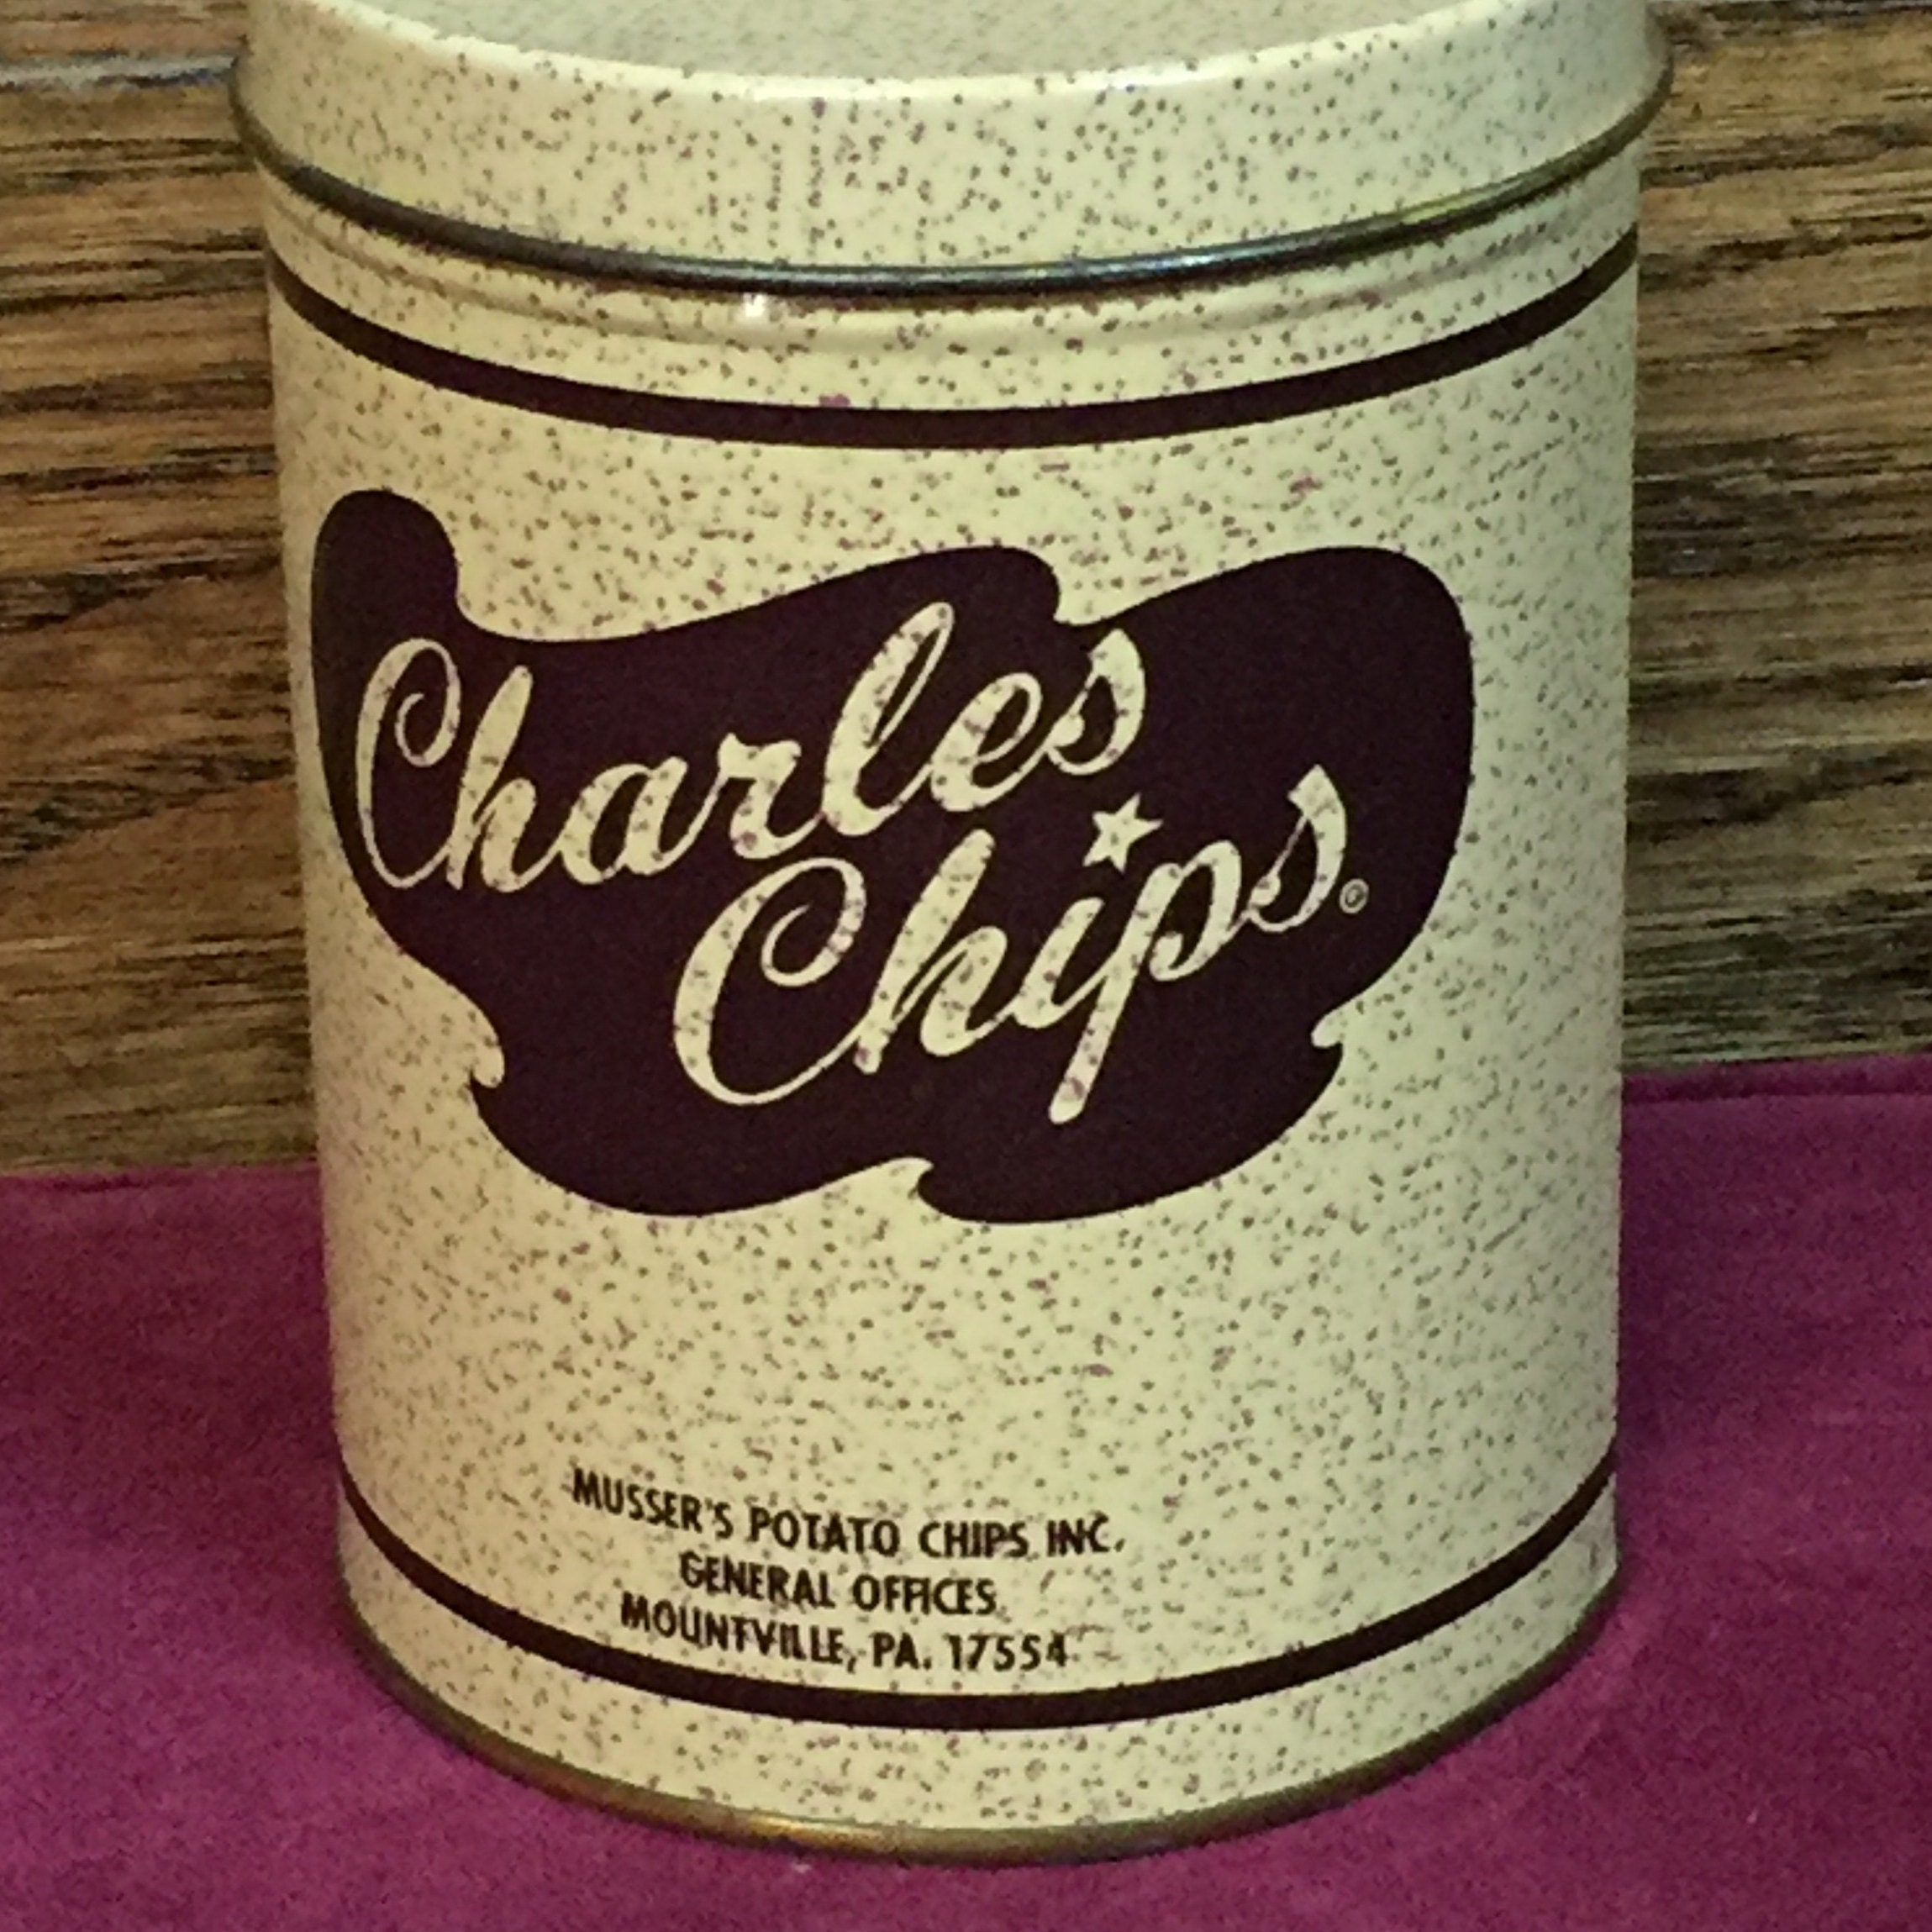 Charles
Chips®
MUSSER'S POTATO CHIPS INC.
GENERAL OFFICES
MOUNTVILLE, PA. 17554